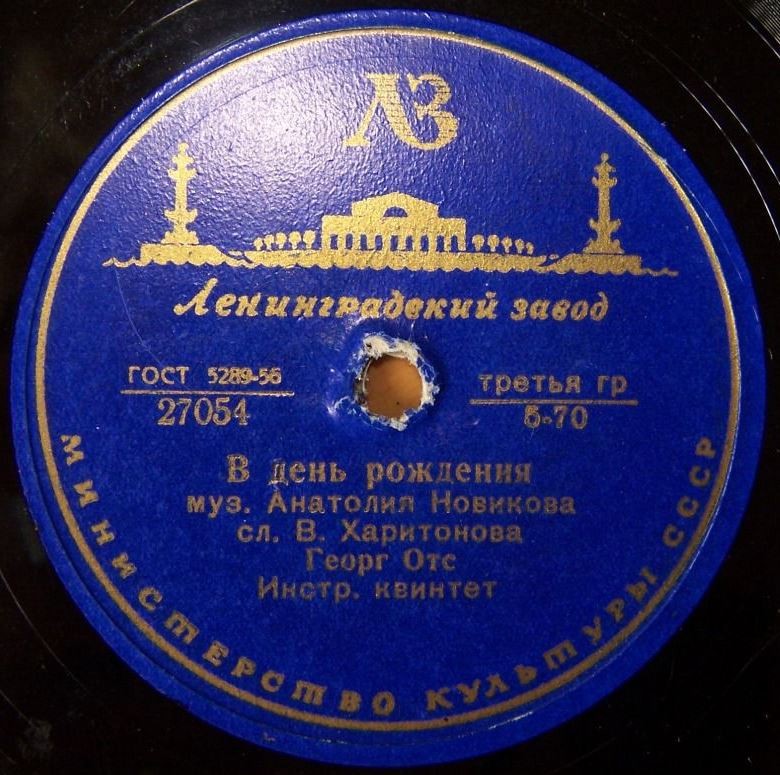 ЛЗ
Ленинградский завод
ГОСТ 5289-56
27054
третья гр
5-70
В день рождения
муз. Анатолия Новикова
сл. В. Харитонова
Георг Отс
Инстр. квинтет
МИНИСТЕРСТВО КУЛЬТУРЫ СССР